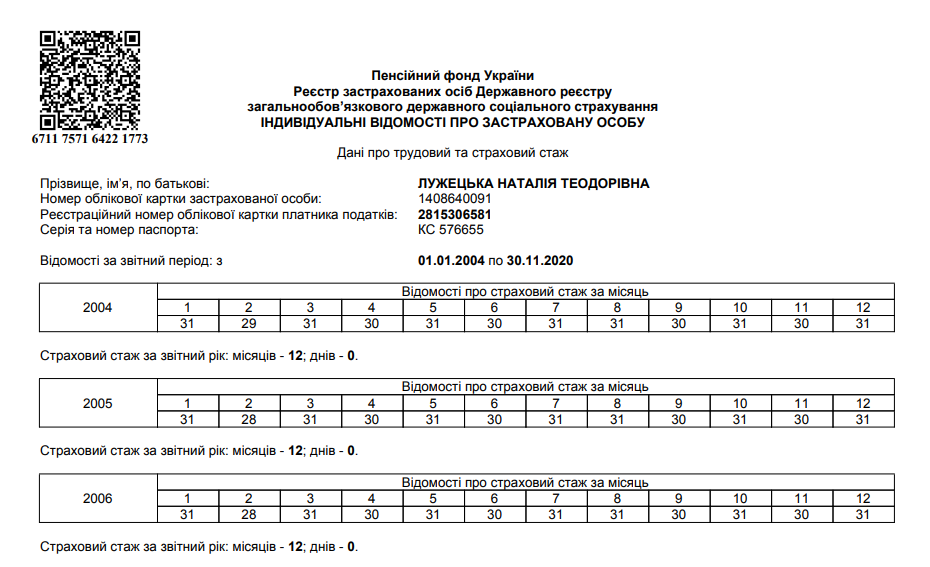 6711 7571 6422 1773
Пенсійний фонд України
Реєстр застрахованих осіб Державного реєстру
загальнообов’язкового державного соціального страхування
ІНДИВІДУАЛЬНІ ВІДОМОСТІ ПРО ЗАСТРАХОВАНУ ОСОБУ
Дані про трудовий та страховий стаж
Прізвище, ім’я, по батькові: ЛУЖЕЦЬКА НАТАЛІЯ ТЕОДОРІВНА
Номер облікової картки застрахованої особи: 1408640091
Реєстраційний номер облікової картки платника податків: 2815306581
Серія та номер паспорта: КС 576655
Відомості за звітний період: з 01.01.2004 по 30.11.2020
Відомості про страховий стаж за місяць
2004 1 2 3 4 5 6 7 8 9 10 11 12
31 29 31 30 31 30 31 31 30 31 30 31
Страховий стаж за звітний рік: місяців - 12; днів - 0.
Відомості про страховий стаж за місяць
2005 1 2 3 4 5 6 7 8 9 10 11 12
31 28 31 30 31 30 31 31 30 31 30 31
Страховий стаж за звітний рік: місяців - 12; днів - 0.
Відомості про страховий стаж за місяць
2006 1 2 3 4 5 6 7 8 9 10 11 12
31 28 31 30 31 30 31 31 30 31 30 31
Страховий стаж за звітний рік: місяців - 12; днів - 0.